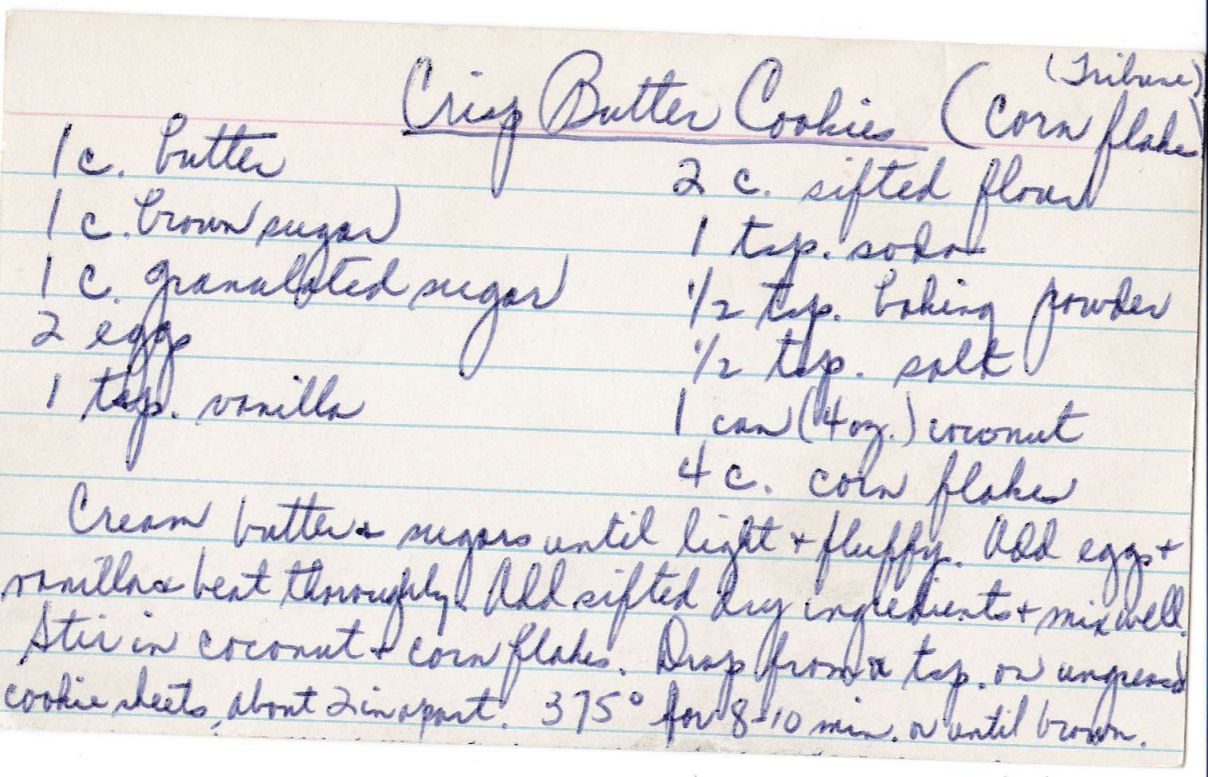 (Tribune)
Crisp Butter Cookies (Corn flake)
1 c. butter
1 c. brown sugar
1 c. granulated sugar
2 eggs
1 tsp. vanilla
2 c. sifted flour
1 tsp. soda
1/2 tsp. baking powder
1/2 tsp. salt
1 can (4 oz.) coconut
4 c. corn flakes
Cream butter & sugars until light + fluffy. Add eggs +
vanilla & beat thoroughly. Add sifted dry ingredients + mix well.
Stir in coconut + corn flakes. Drop from a tsp. on ungreased
cookie sheets about 2 in apart. 375° for 8-10 min. or until brown.